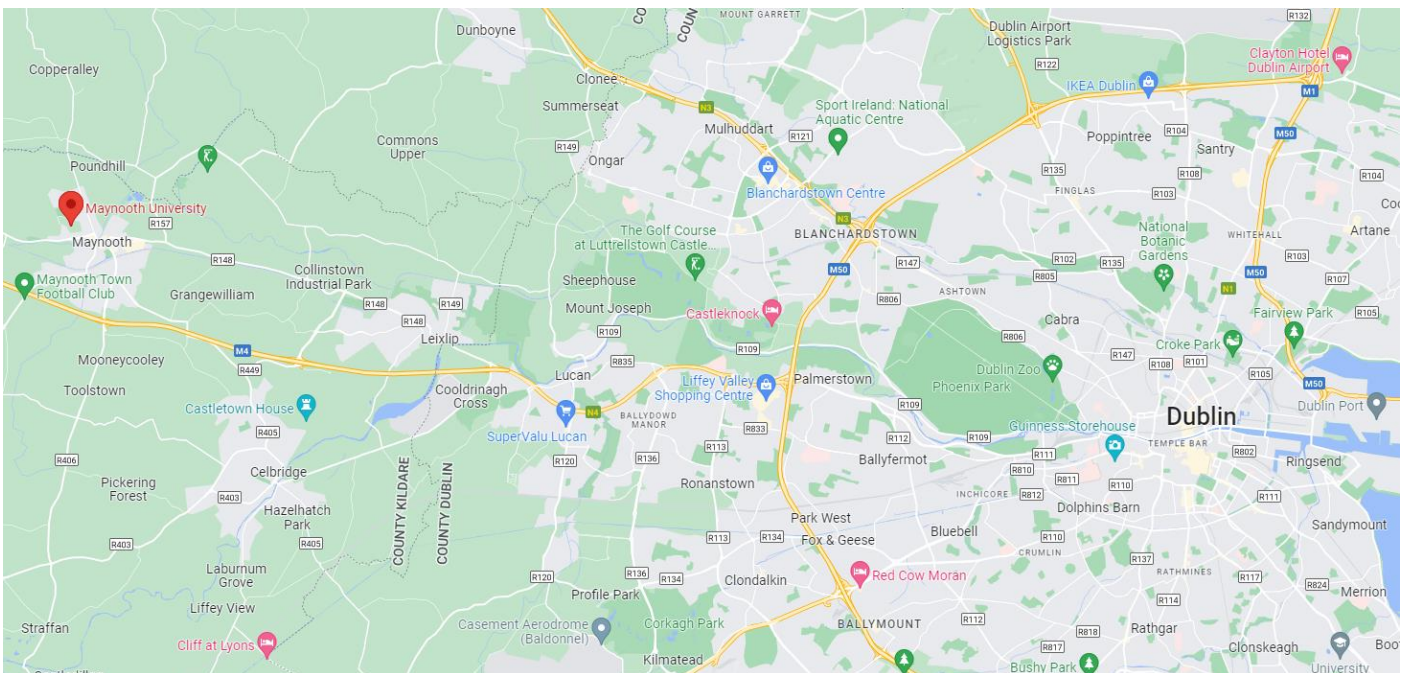 MOUNT GARRETT
R132
Dunboyne
CO
COUN
Dublin Airport
Logistics Park
Clayton Hotel
Dublin Airport
R122
Copperalley
Clonee
IKEA Dublin
M1
Summerseat
N3
Sport Ireland: National
Aquatic Centre
Mulhuddart
R121
Poppintree
R104
M50
Commons
Upper
R149
Santry
Ongar
Poundhill
R135
R108
R104
Blanchardstown Centre
FINGLAS
R103
Maynooth University
R157
N3
Maynooth
The Golf Course
at Luttrellstown Castle...
BLANCHARDSTOWN
National
Botanic
Gardens
WHITEHALL
Artane
R148
R147
R102
R135
R103
Collinstown
Industrial Park
M50
R805
M50
Maynooth Town
Football Club
Sheephouse
ASHTOWN
R107
Grangewilliam
N1
R148
R149
Mount Joseph
R806
Castleknock
Cabra
Fairview Park
R105
R148
R109
R806
Leixlip
Croke Park
M4
R109
R147
R108
R101
Mooneycooley
R835
R449
Lucan
Liffey Valley
Shopping Centre
Palmerstown
Dublin Zoo
Phoenix Park
R105
M50
Toolstown
Cooldrinagh
Cross
Castletown House
N4
BALLYDOWD
MANOR
R109
Dublin Port
Dublin
SuperValu Lucan
R833
Guinness Storehouse
R405
R112
R109
TEMPLE BAR
R113
R111
R802
R406
R120
R136
Ballyfermot
Ringsend
Celbridge
R810
R811
Pickering
Forest
Ronanstown
R110
R403
INCHICORE
R812
R111
Hazelhatch
Park
Dolphins Barn
COUNTY KILDARE
COUNTY DUBLIN
Park West
Bluebell
Sandymount
R113
R134
Fox & Geese
R110
R403
R405
CRUMLIN
R137
Laburnum
Grove
R120
R136
R134
Clondalkin
Red Cow Moran
RATHMINES
R117
R824
Profile Park
Merrion
Liffey View
R114
Straffan
Casement Aerodrome
(Baldonnel)
Corkagh Park
BALLYMOUNT
R112
R818
Rathgar
Cliff at Lyons
R817
Clonskeagh
Boo
Kilmatead
Bushy Park
University